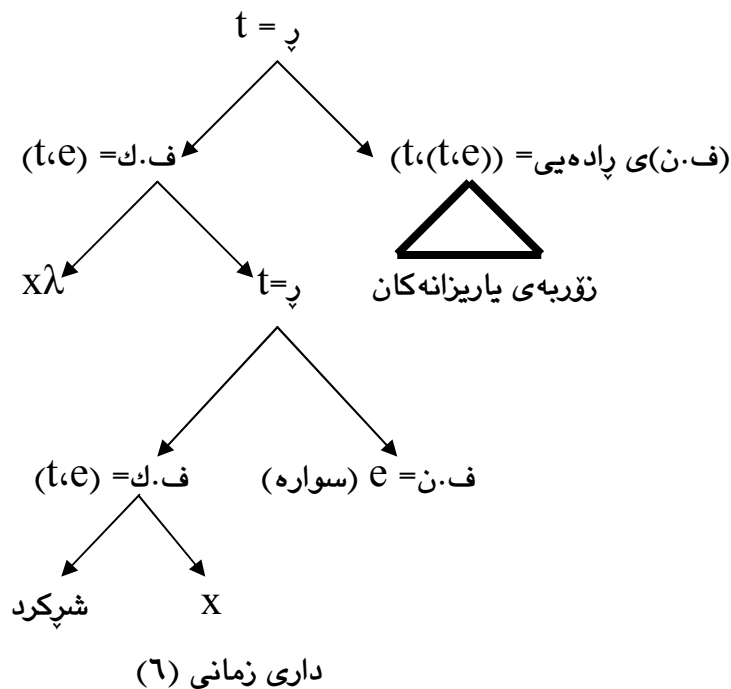 ڕ = t
(ف.ن)ی ڕادەیی= (t،(t،e))
ف.ك= (t،e)
زۆربەی یاریزانەکان
ڕ=t
xλ
ف.ن= e (سوارە)
ف.ك= (t،e)
x
شڕکرد
داری زمانی (٦)